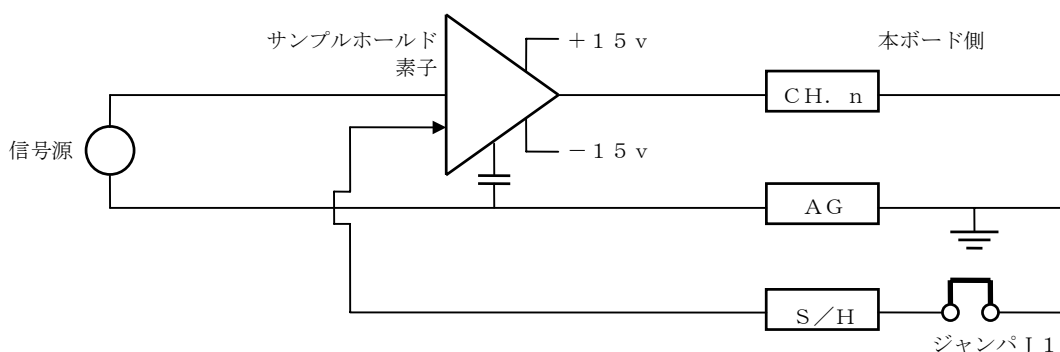 サンプルホールド
素子
+15v
本ボード側
CH. n
信号源
-15v
AG
S/H
ジャンパJ1